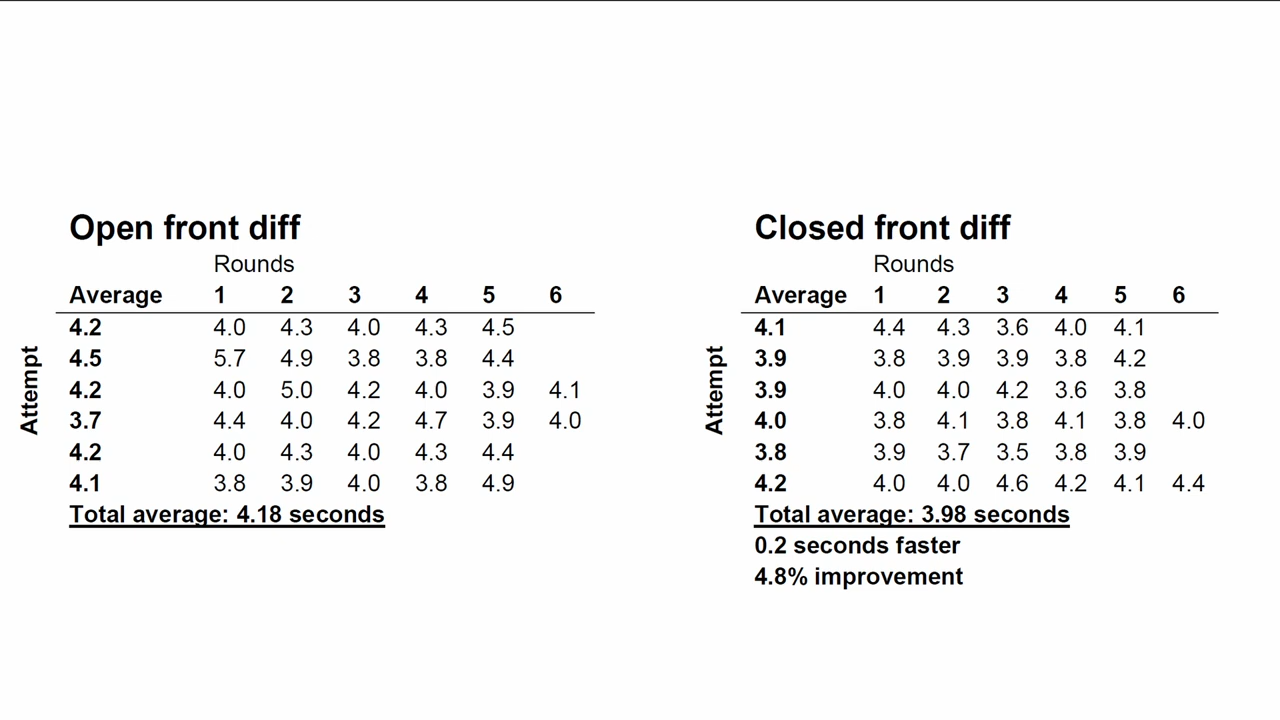 Open front diff
Rounds
Average 1 2 3 4 5 6
4.2 4.0 4.3 4.0 4.3 4.5
4.5 5.7 4.9 3.8 3.8 4.4
4.2 4.0 5.0 4.2 4.0 3.9 4.1
3.7 4.4 4.0 4.2 4.7 3.9 4.0
4.2 4.0 4.3 4.0 4.3 4.4
4.1 3.8 3.9 4.0 3.8 4.9
Attempt
Total average: 4.18 seconds
Closed front diff
Rounds
Average 1 2 3 4 5 6
4.1 4.4 4.3 3.6 4.0 4.1
3.9 3.8 3.9 3.9 3.8 4.2
3.9 4.0 4.0 4.2 3.6 3.8
4.0 3.8 4.1 3.8 4.1 3.8 4.0
3.8 3.9 3.7 3.5 3.8 3.9
4.2 4.0 4.0 4.6 4.2 4.1 4.4
Attempt
Total average: 3.98 seconds
0.2 seconds faster
4.8% improvement